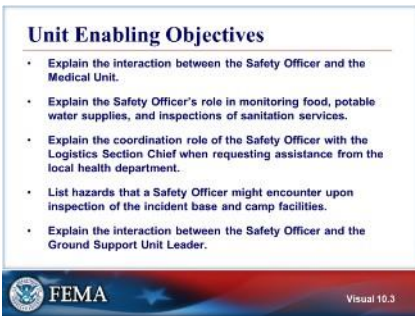 Unit Enabling Objectives
• Explain the interaction between the Safety Officer and the
Medical Unit.
• Explain the Safety Officer's role in monitoring food, potable
water supplies, and inspections of sanitation services.
• Explain the coordination role of the Safety Officer with the
Logistics Section Chief when requesting assistance from the
local health department.
• List hazards that a Safety Officer might encounter upon
inspection of the incident base and camp facilities.
• Explain the interaction between the Safety Officer and the
Ground Support Unit Leader.
FEMA
Visual 10.3